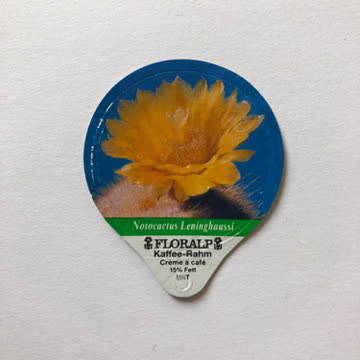 Notocactus Leninghaussi
FLORALP
Kaffee-Rahm
Crème à café
15% Fett